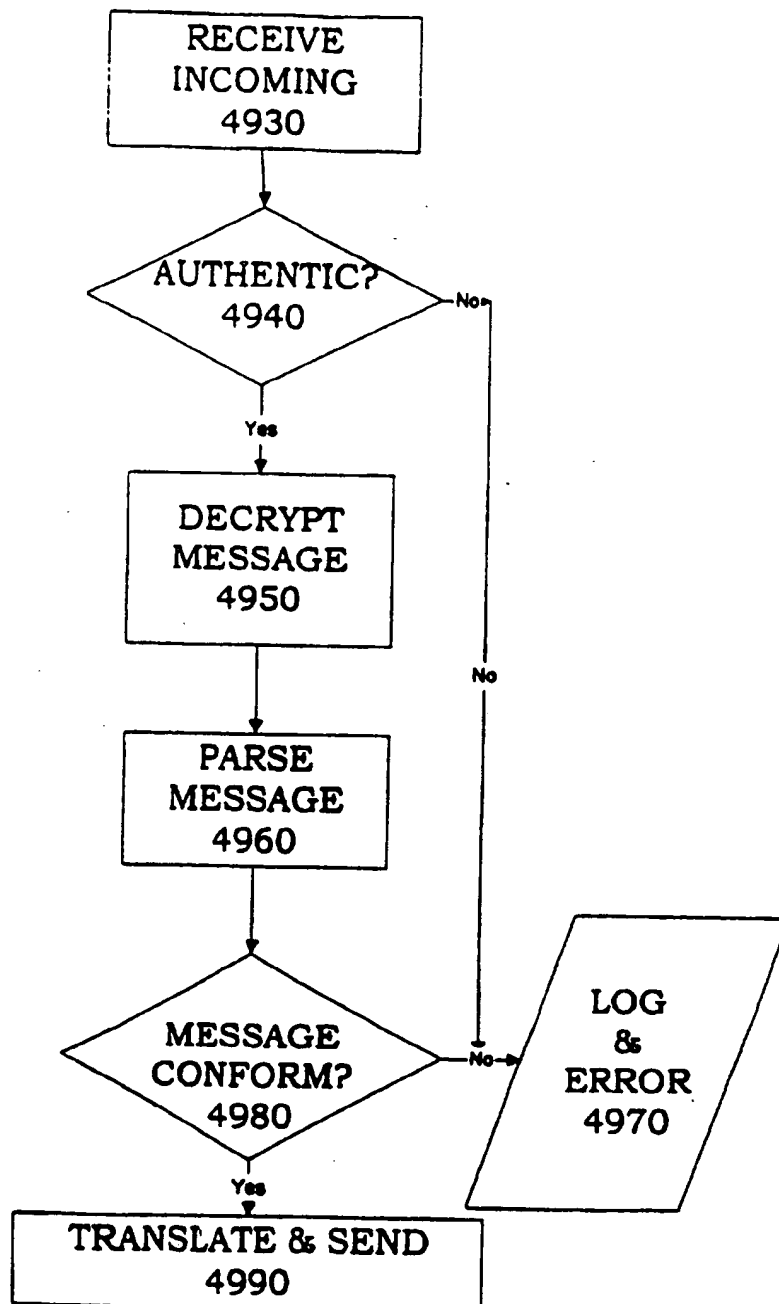 RECEIVE
INCOMING
4930
AUTHENTIC?
4940
No
Yes
DECRYPT
MESSAGE
4950
No
PARSE
MESSAGE
4960
MESSAGE
CONFORM?
4980
No
LOG
&
ERROR
4970
Yes
TRANSLATE & SEND
4990